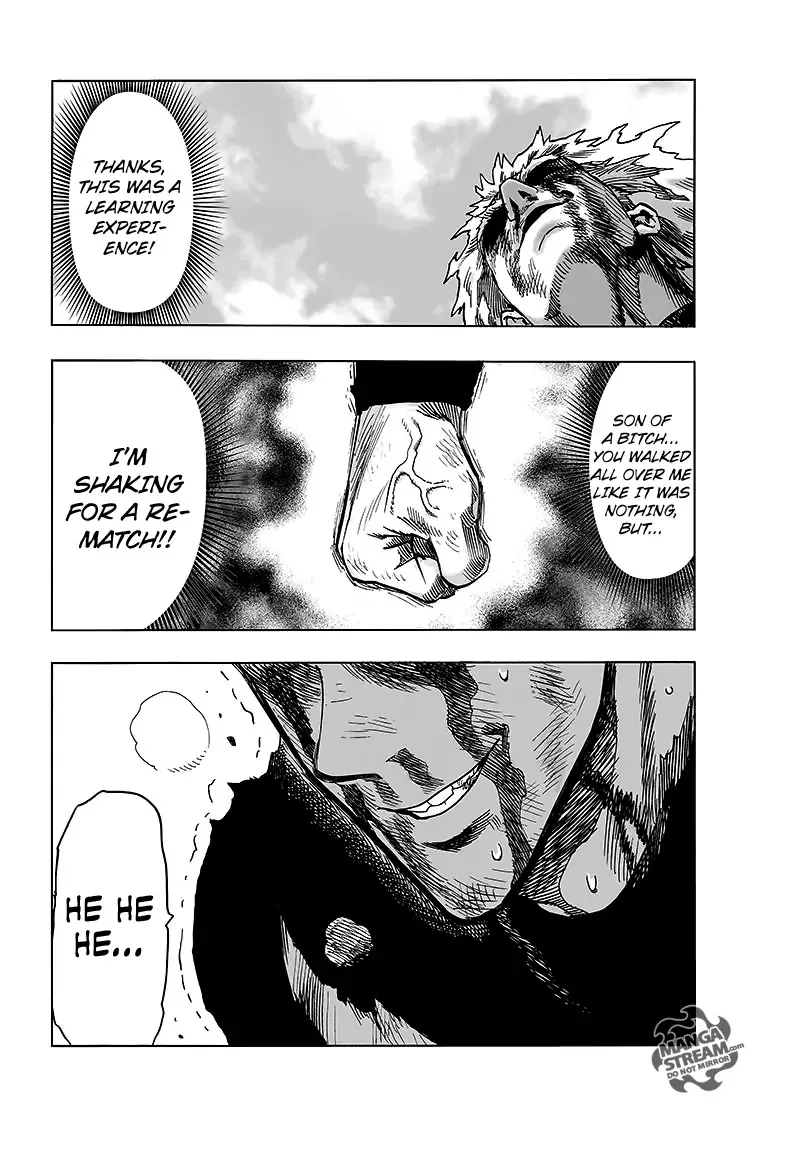 THANKS,
THIS WAS A
LEARNING
EXPERI-
ENCE!
SON OF
A BITCH...
YOU WALKED
ALL OVER ME
LIKE IT WAS
NOTHING,
BUT...
I'M
SHAKING
FOR A RE-
MATCH!!
HE HE
HE...
MANGA
STREAM.com
DO NOT MIRROR